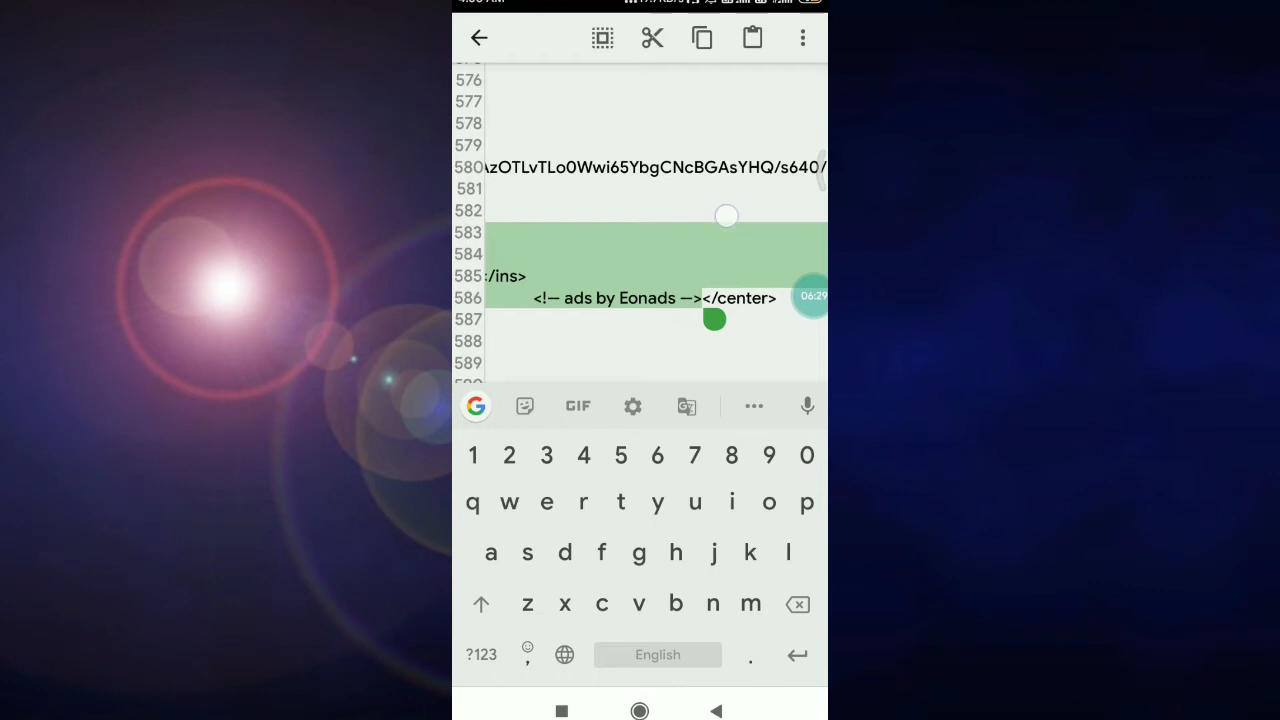 576
577
578
579
580 zOTLvTLo0Wwi65YbgCNcBGAsYHQ/s640/
581
582
583
584
585 :/ins>
586 <!-- ads by Eonads --></center>
06:29
587
588
589
GIF
1 2 3 4 5 6 7 8 9 0
q w e r t y u i o p
a s d f g h j k l
z x c v b n m
?123 , English .